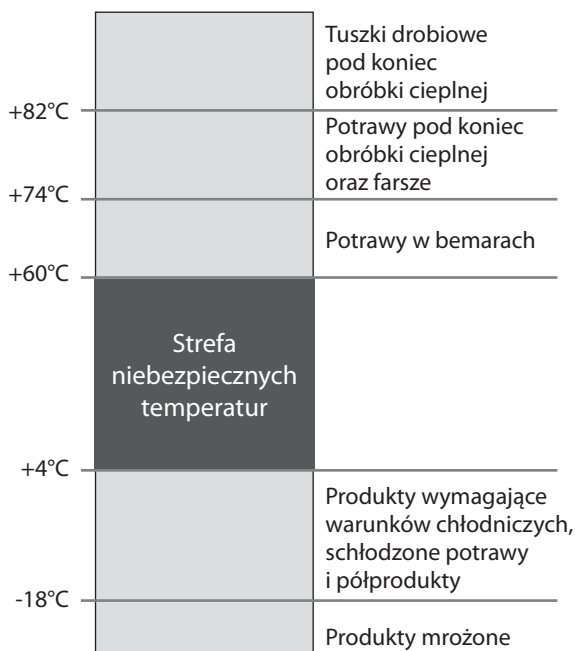 Tuszki drobiowe
pod koniec
obróbki cieplnej
+82°C
Potrawy pod koniec
obróbki cieplnej
oraz farsze
+74°C
Potrawy w bemarach
+60°C
Strefa
niebezpiecznych
temperatur
+4°C
Produkty wymagające
warunków chłodniczych,
schłodzone potrawy
i półprodukty
-18°C
Produkty mrożone